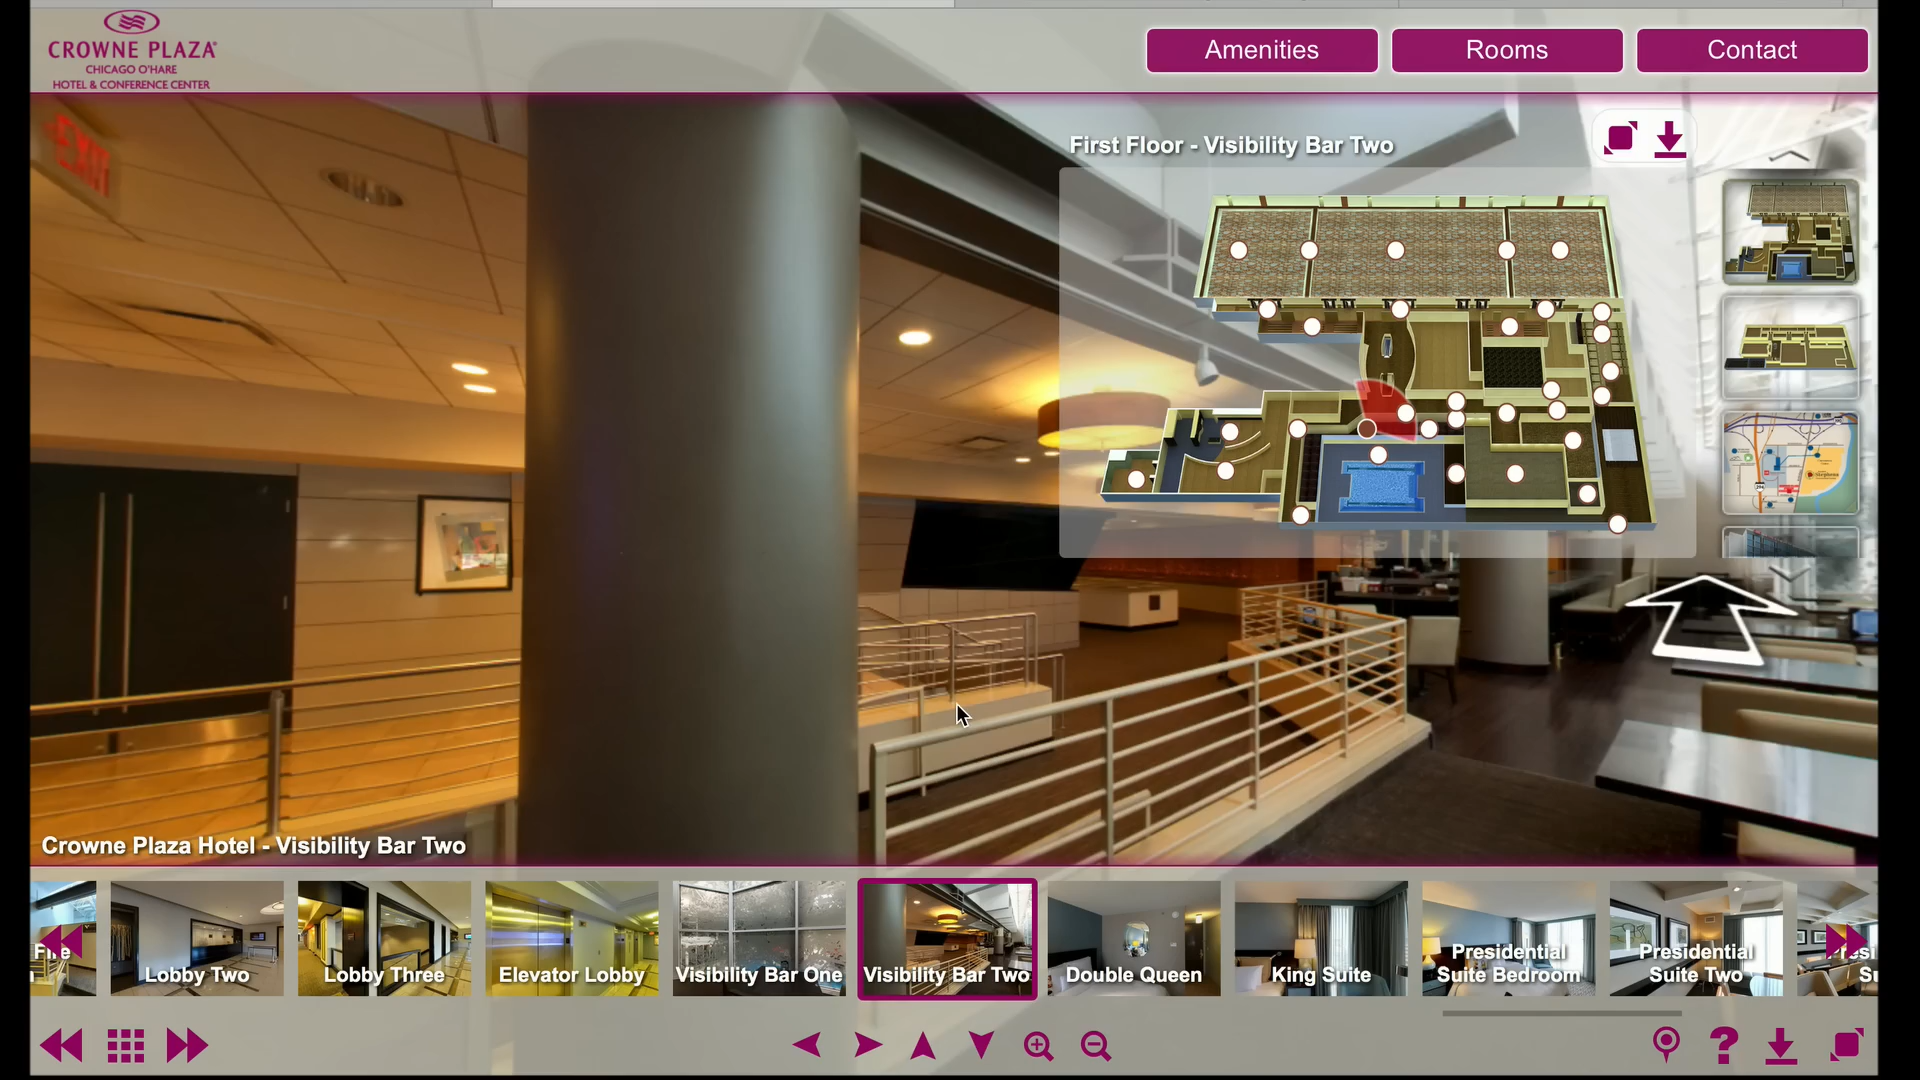 CROWNE PLAZA
CHICAGO O'HARE
HOTEL & CONFERENCE CENTER
Amenities
Rooms
Contact
EXIT
First Floor - Visibility Bar Two
Crowne Plaza Hotel - Visibility Bar Two
Fire
Lobby Two
Lobby Three
Elevator Lobby
Visibility Bar One
Visibility Bar Two
Double Queen
King Suite
Presidential
Suite Bedroom
Presidential
Suite Two